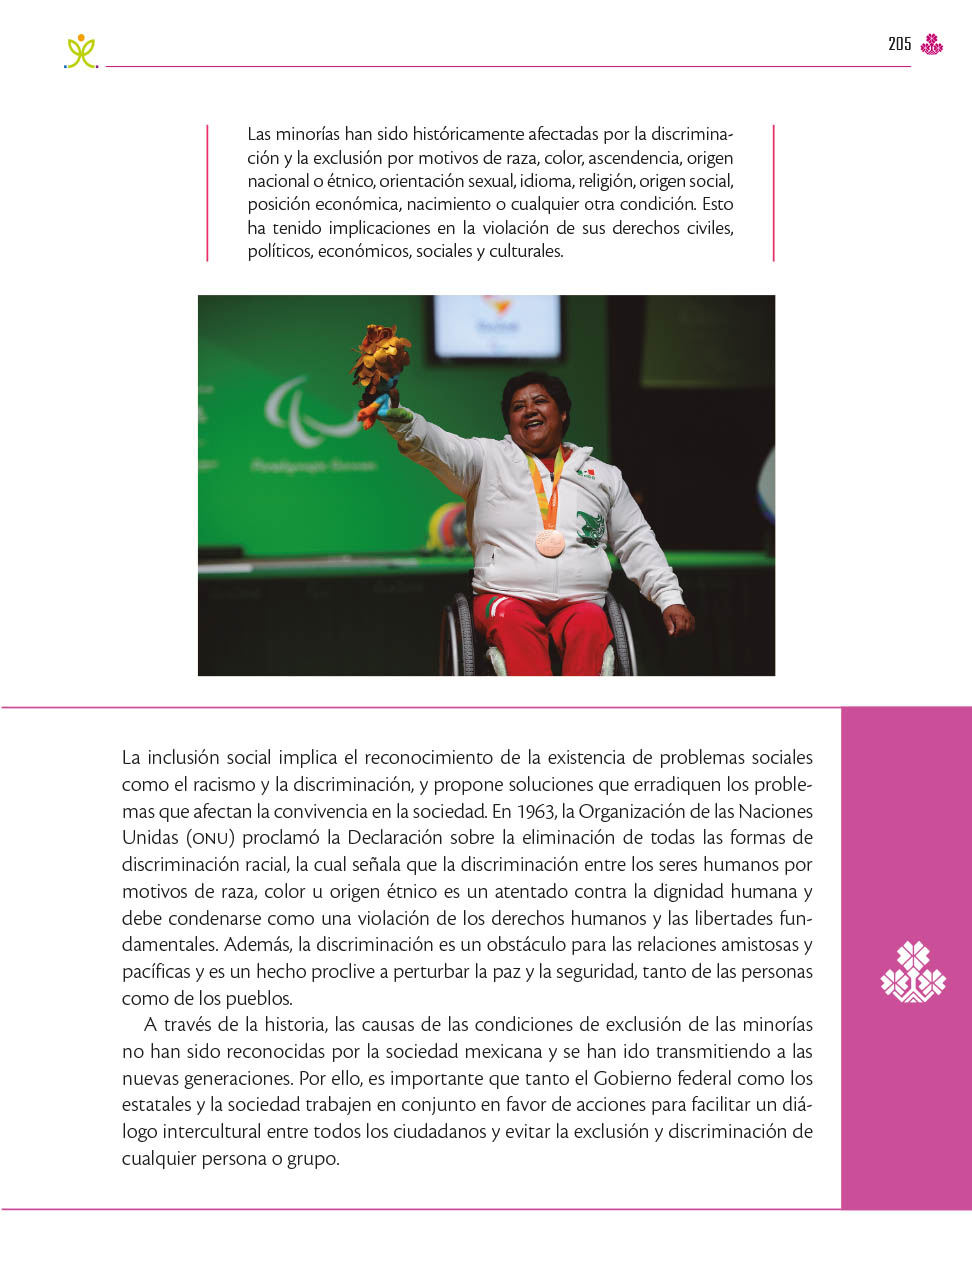 205
Las minorías han sido históricamente afectadas por la discrimina-
ción y la exclusión por motivos de raza, color, ascendencia, origen
nacional o étnico, orientación sexual, idioma, religión, origen social,
posición económica, nacimiento o cualquier otra condición. Esto
ha tenido implicaciones en la violación de sus derechos civiles,
políticos, económicos, sociales y culturales.
La inclusión social implica el reconocimiento de la existencia de problemas sociales
como el racismo y la discriminación, y propone soluciones que erradiquen los proble-
mas que afectan la convivencia en la sociedad. En 1963, la Organización de las Naciones
Unidas (ONU) proclamó la Declaración sobre la eliminación de todas las formas de
discriminación racial, la cual señala que la discriminación entre los seres humanos por
motivos de raza, color u origen étnico es un atentado contra la dignidad humana y
debe condenarse como una violación de los derechos humanos y las libertades fun-
damentales. Además, la discriminación es un obstáculo para las relaciones amistosas y
pacíficas y es un hecho proclive a perturbar la paz y la seguridad, tanto de las personas
como de los pueblos.
A través de la historia, las causas de las condiciones de exclusión de las minorías
no han sido reconocidas por la sociedad mexicana y se han ido transmitiendo a las
nuevas generaciones. Por ello, es importante que tanto el Gobierno federal como los
estatales y la sociedad trabajen en conjunto en favor de acciones para facilitar un diá-
logo intercultural entre todos los ciudadanos y evitar la exclusión y discriminación de
cualquier persona o grupo.